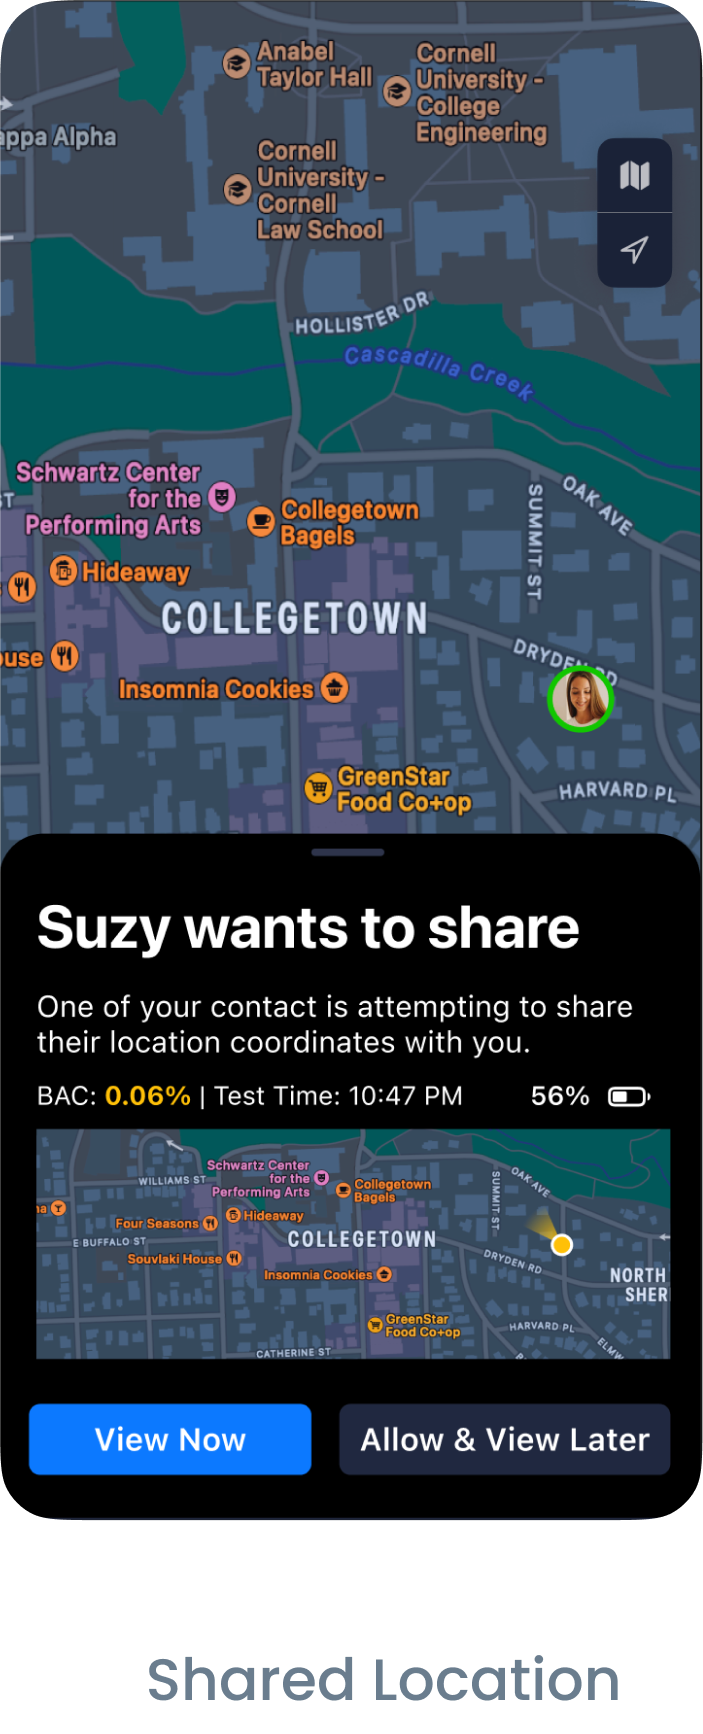 Anabel
Taylor Hall
Cornell
University -
College
Engineering
appa Alpha
Cornell
University -
Cornell
Law School
HOLLISTER DR
Cascadilla Creek
Schwartz Center
for the
Performing Arts
ST
Collegetown
Bagels
SUMMIT ST
OAK AVE
Hideaway
COLLEGETOWN
ouse
DRYDEN RD
Insomnia Cookies
GreenStar
Food Co+op
HARVARD PL
Suzy wants to share
One of your contact is attempting to share
their location coordinates with you.
BAC: 0.06% | Test Time: 10:47 PM
56%
Schwartz Center
for the
Performing Arts
WILLIAMS ST
Collegetown
Bagels
SUMMIT ST
OAK AVE
na
Four Seasons
Hideaway
E BUFFALO ST
COLLEGETOWN
Souvlaki House
DRYDEN RD
Insomnia Cookies
NORTH
SHER
GreenStar
Food Co+op
HARVARD PL
ELMW
CATHERINE ST
View Now
Allow & View Later
Shared Location